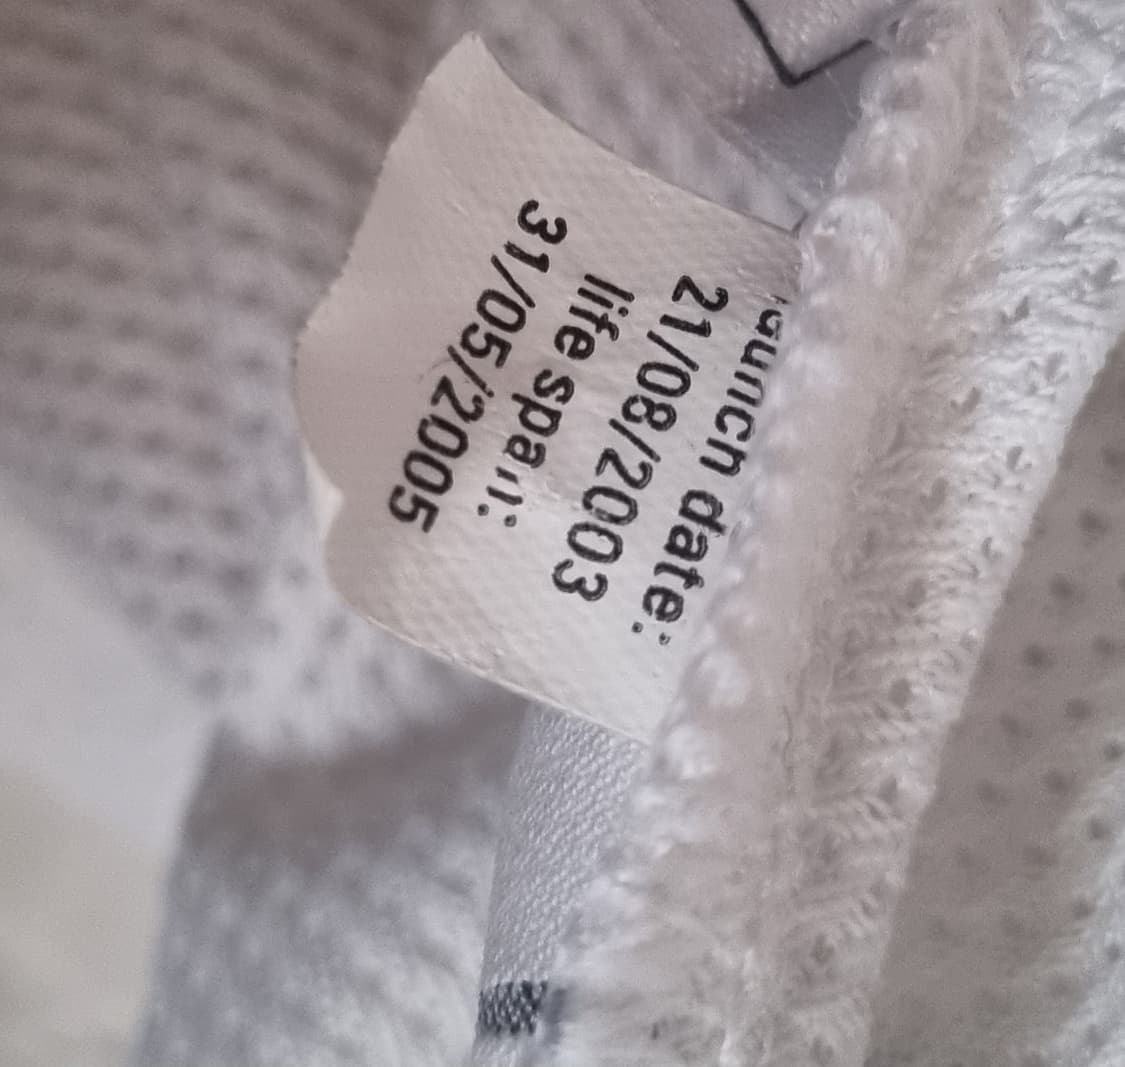 launch date:
21/08/2003
life span:
31/05/2005